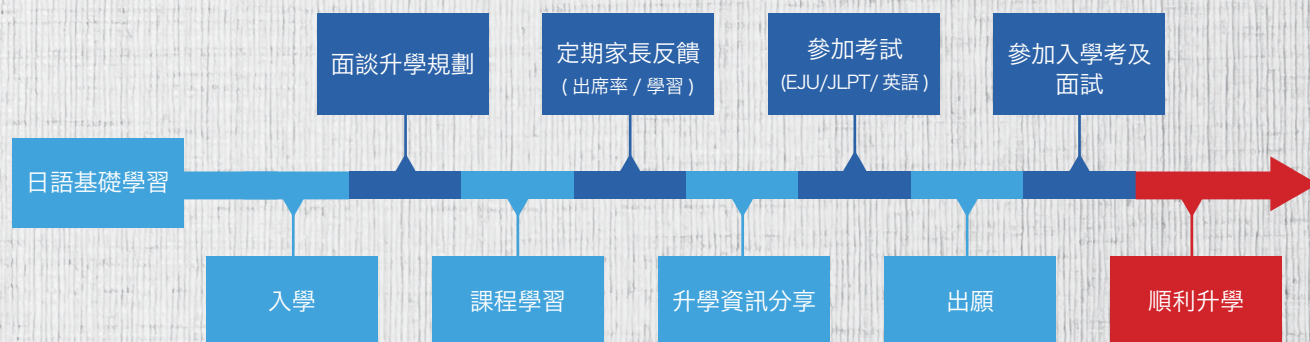 面談升學規劃
定期家長反饋
( 出席率 / 學習 )
參加考試
(EJU/JLPT/ 英語 )
參加入學考及
面試
日語基礎學習
入學
課程學習
升學資訊分享
出願
順利升學